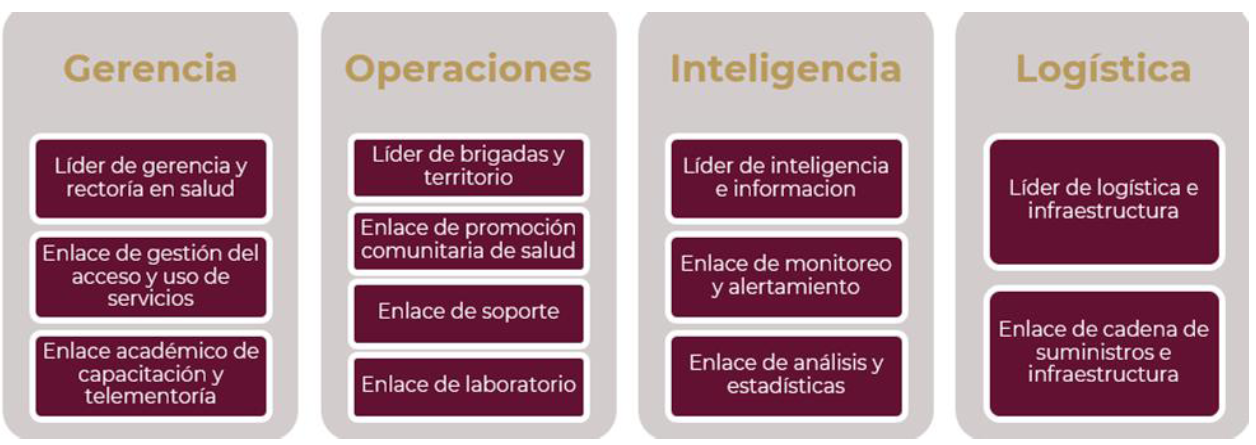 Gerencia
Líder de gerencia y
rectoría en salud
Enlace de gestión del
acceso y uso de
servicios
Enlace académico de
capacitación y
telementoría
Operaciones
Líder de brigadas y
territorio
Enlace de promoción
comunitaria de salud
Enlace de soporte
Enlace de laboratorio
Inteligencia
Líder de inteligencia
e informacion
Enlace de monitoreo
y alertamiento
Enlace de análisis y
estadísticas
Logística
Líder de logística e
infraestructura
Enlace de cadena de
suministros e
infraestructura